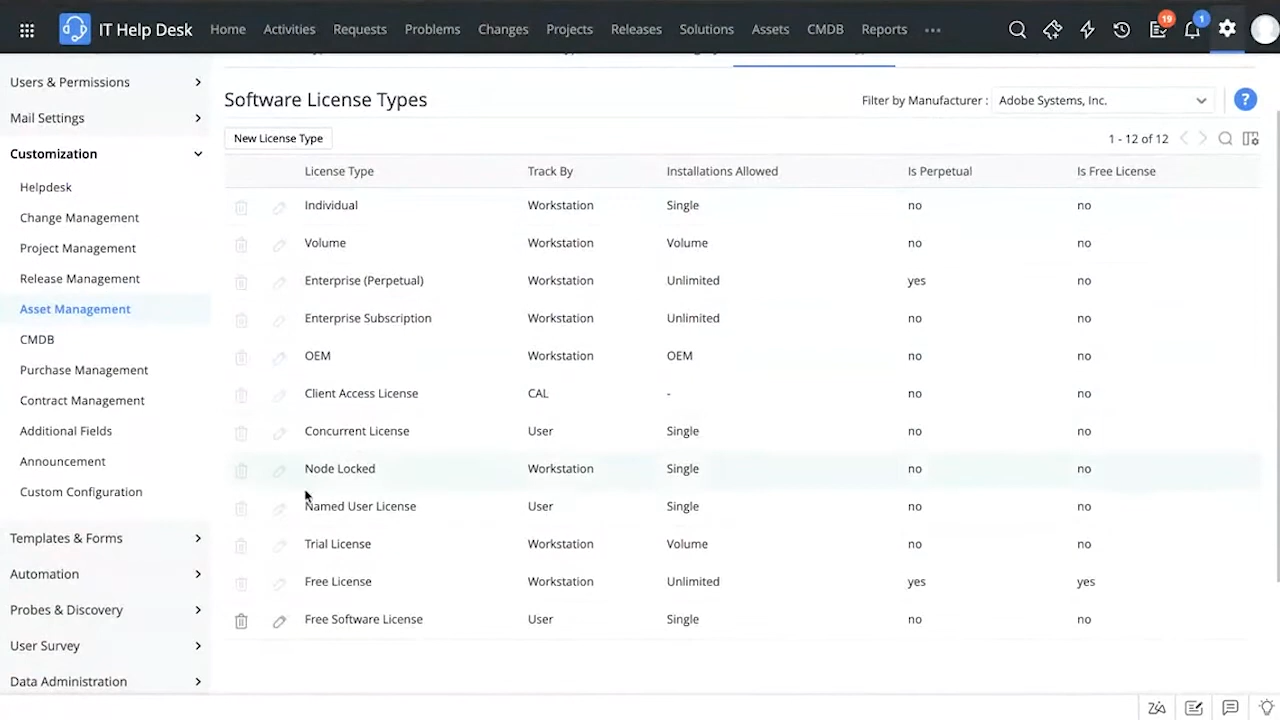 IT Help Desk Home Activities Requests Problems Changes Projects Releases Solutions Assets CMDB Reports ••• 19 1
Users & Permissions
Mail Settings
Customization
Helpdesk
Change Management
Project Management
Release Management
Asset Management
CMDB
Purchase Management
Contract Management
Additional Fields
Announcement
Custom Configuration
Templates & Forms
Automation
Probes & Discovery
User Survey
Data Administration
Software License Types Filter by Manufacturer : Adobe Systems, Inc. ?
New License Type 1 - 12 of 12
License Type Track By Installations Allowed Is Perpetual Is Free License
Individual Workstation Single no no
Volume Workstation Volume no no
Enterprise (Perpetual) Workstation Unlimited yes no
Enterprise Subscription Workstation Unlimited no no
OEM Workstation OEM no no
Client Access License CAL - no no
Concurrent License User Single no no
Node Locked Workstation Single no no
Named User License User Single no no
Trial License Workstation Volume no no
Free License Workstation Unlimited yes yes
Free Software License User Single no no